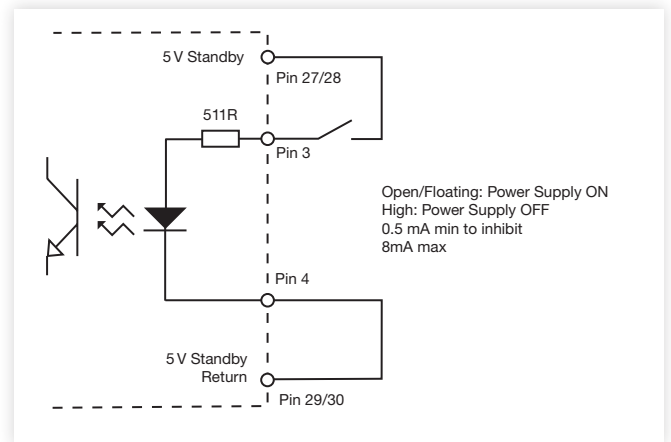 5 V Standby
Pin 27/28
511R
Pin 3
Open/Floating: Power Supply ON
High: Power Supply OFF
0.5 mA min to inhibit
8mA max
Pin 4
5 V Standby
Return
Pin 29/30